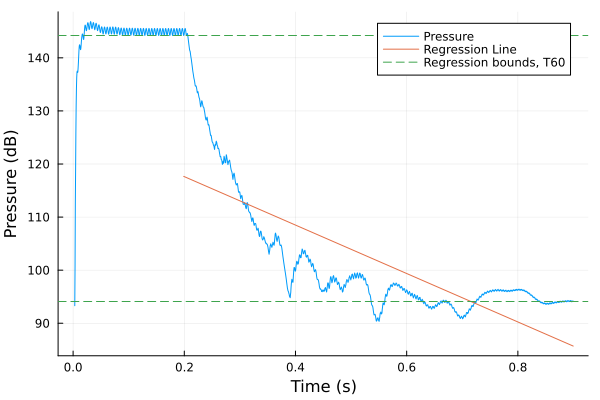 Pressure
Regression Line
Regression bounds, T60
Pressure (dB)
140
130
120
110
100
90
0.0 0.2 0.4 0.6 0.8
Time (s)